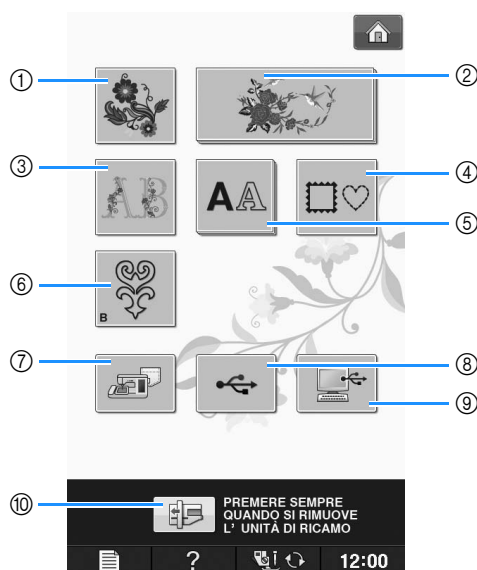 ①
②
③
AB
AA
④
⑤
⑥
B
⑦
⑧
⑨
⑩
PREMERE SEMPRE
QUANDO SI RIMUOVE
L' UNITÀ DI RICAMO
?
12:00